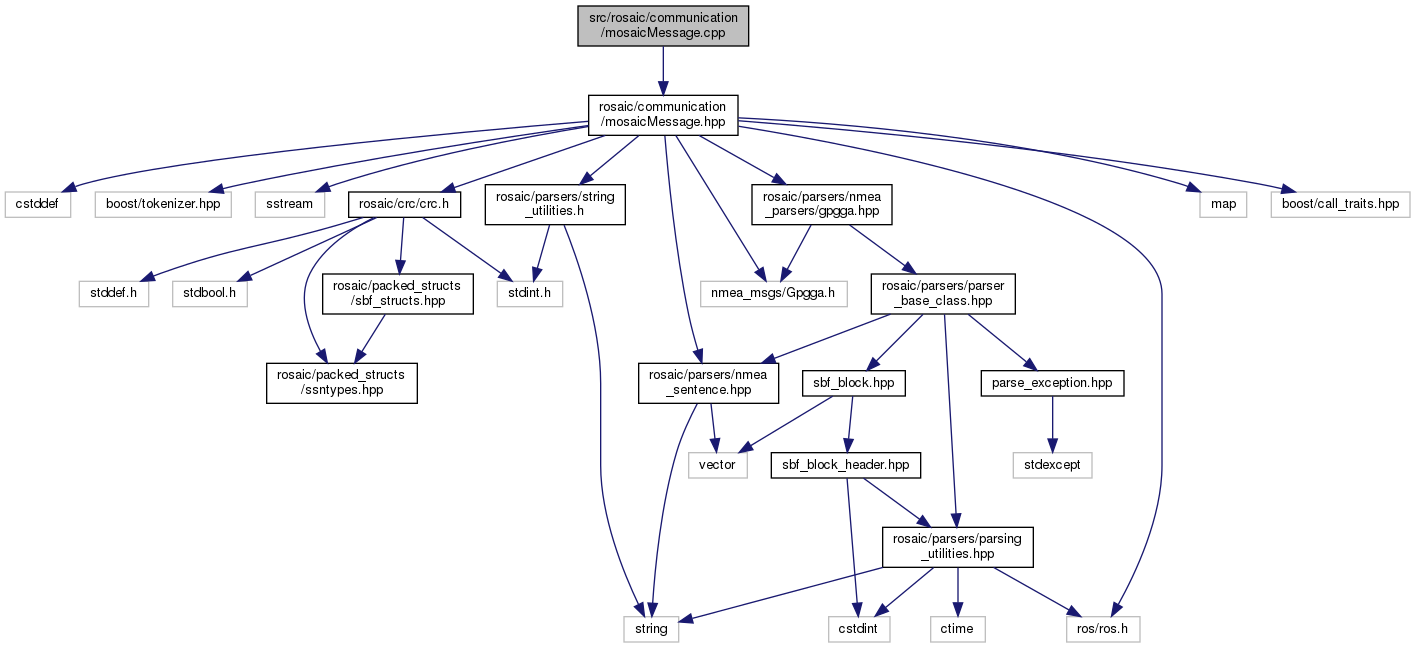 src/rosaic/communication
/mosaicMessage.cpp
rosaic/communication
/mosaicMessage.hpp
cstddef
boost/tokenizer.hpp
sstream
rosaic/crc/crc.h
rosaic/parsers/string
_utilities.h
rosaic/parsers/nmea
_parsers/gpgga.hpp
map
boost/call_traits.hpp
stddef.h
stdbool.h
rosaic/packed_structs
/sbf_structs.hpp
stdint.h
nmea_msgs/Gpgga.h
rosaic/parsers/parser
_base_class.hpp
rosaic/packed_structs
/ssntypes.hpp
rosaic/parsers/nmea
_sentence.hpp
sbf_block.hpp
parse_exception.hpp
vector
sbf_block_header.hpp
stdexcept
rosaic/parsers/parsing
_utilities.hpp
string
cstdint
ctime
ros/ros.h